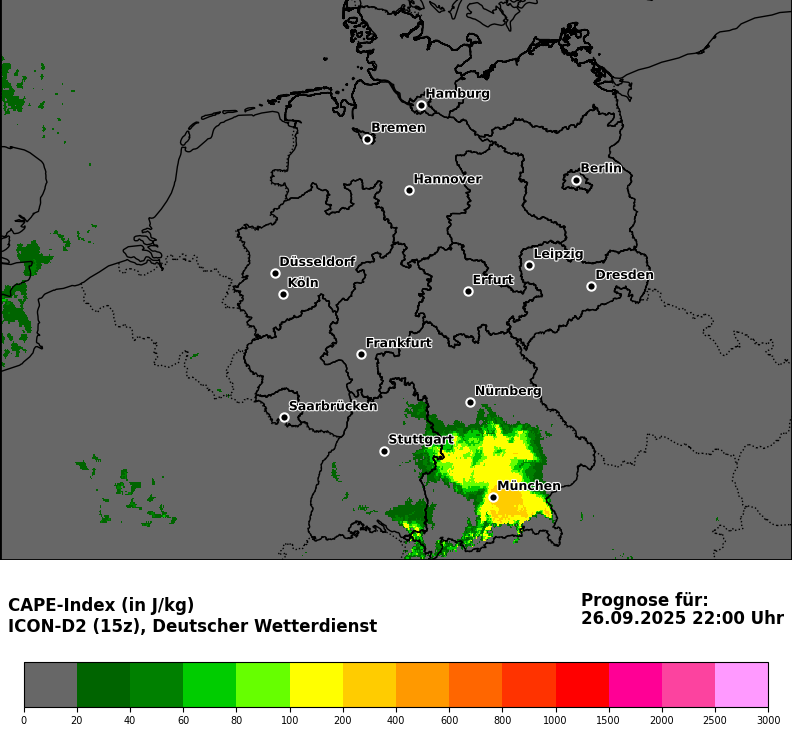 Hamburg
Bremen
Berlin
Hannover
Leipzig
Düsseldorf
Dresden
Köln
Erfurt
Frankfurt
Nürnberg
Saarbrücken
Stuttgart
München
CAPE-Index (in J/kg)
ICON-D2 (15z), Deutscher Wetterdienst
Prognose für:
26.09.2025 22:00 Uhr
0 20 40 60 80 100 200 400 600 800 1000 1500 2000 2500 3000